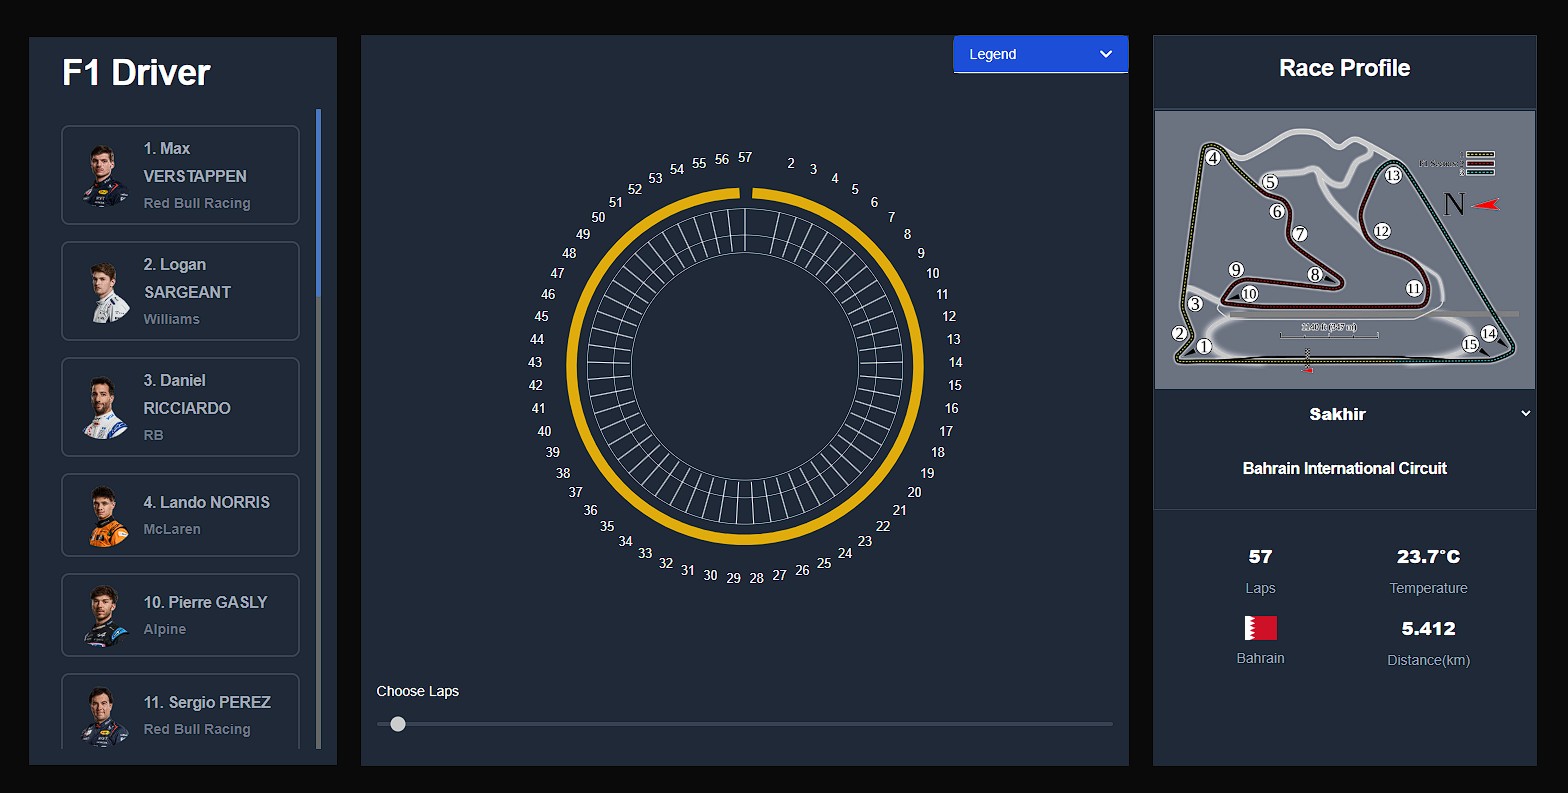 F1 Driver
1. Max
VERSTAPPEN
Red Bull Racing
2. Logan
SARGEANT
Williams
3. Daniel
RICCIARDO
RB
4. Lando NORRIS
McLaren
10. Pierre GASLY
Alpine
11. Sergio PEREZ
Red Bull Racing
Legend
57
2
3
4
5
6
7
8
9
10
11
12
13
14
15
16
17
18
19
20
21
22
23
24
25
26
27
28
29
30
31
32
33
34
35
36
37
38
39
40
41
42
43
44
45
46
47
48
49
50
51
52
53
54
55
56
Choose Laps
Race Profile
4
5
6
7
8
9
10
11
12
13
N
3
2
1
14
15
1140 ft (347 m)
Sakhir
Bahrain International Circuit
57
Laps
23.7°C
Temperature
Bahrain
5.412
Distance(km)